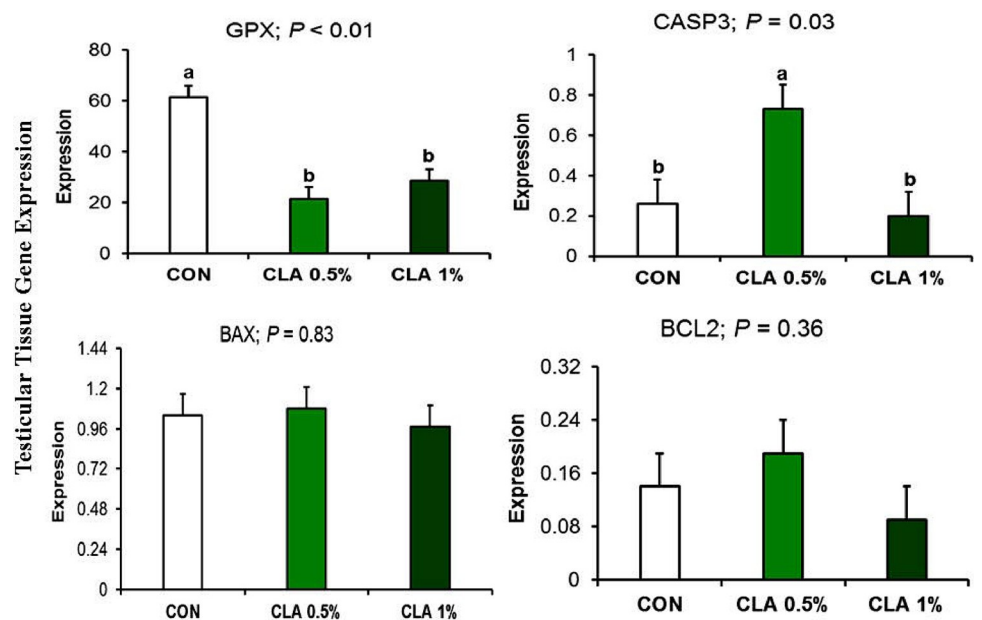 Testicular Tissue Gene Expression
GPX; P < 0.01
Expression
80
60
40
20
0
a
b
b
CON
CLA 0.5%
CLA 1%
CASP3; P = 0.03
Expression
1
0.8
0.6
0.4
0.2
0
b
a
b
CON
CLA 0.5%
CLA 1%
BAX; P = 0.83
Expression
1.44
1.2
0.96
0.72
0.48
0.24
0
CON
CLA 0.5%
CLA 1%
BCL2; P = 0.36
Expression
0.32
0.24
0.16
0.08
0
CON
CLA 0.5%
CLA 1%